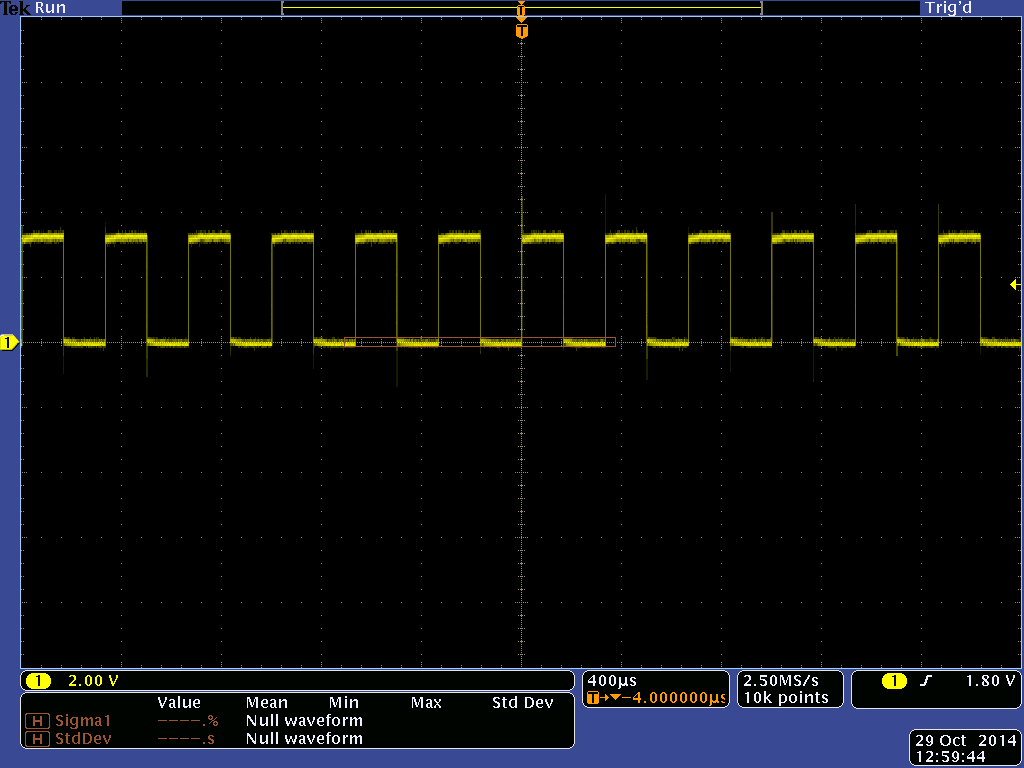 Tek Run Trig'd
T
T
1
1 2.00 V
400µs
T→▼−4.000000µs
2.50MS/s
10k points
1 ƒ 1.80 V
Value Mean Min Max Std Dev
H Sigma1 ----.% Null waveform
H StdDev ----.s Null waveform
29 Oct 2014
12:59:44